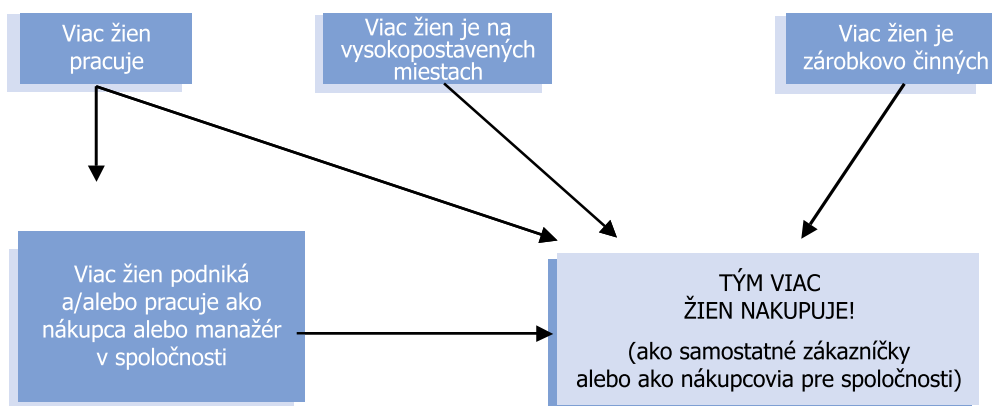 Viac žien
pracuje
Viac žien je na
vysokopostavených
miestach
Viac žien je
zárobkovo činných
Viac žien podniká
a/alebo pracuje ako
nákupca alebo manažér
v spoločnosti
TÝM VIAC
ŽIEN NAKUPUJE!
(ako samostatné zákazníčky
alebo ako nákupcovia pre spoločnosti)